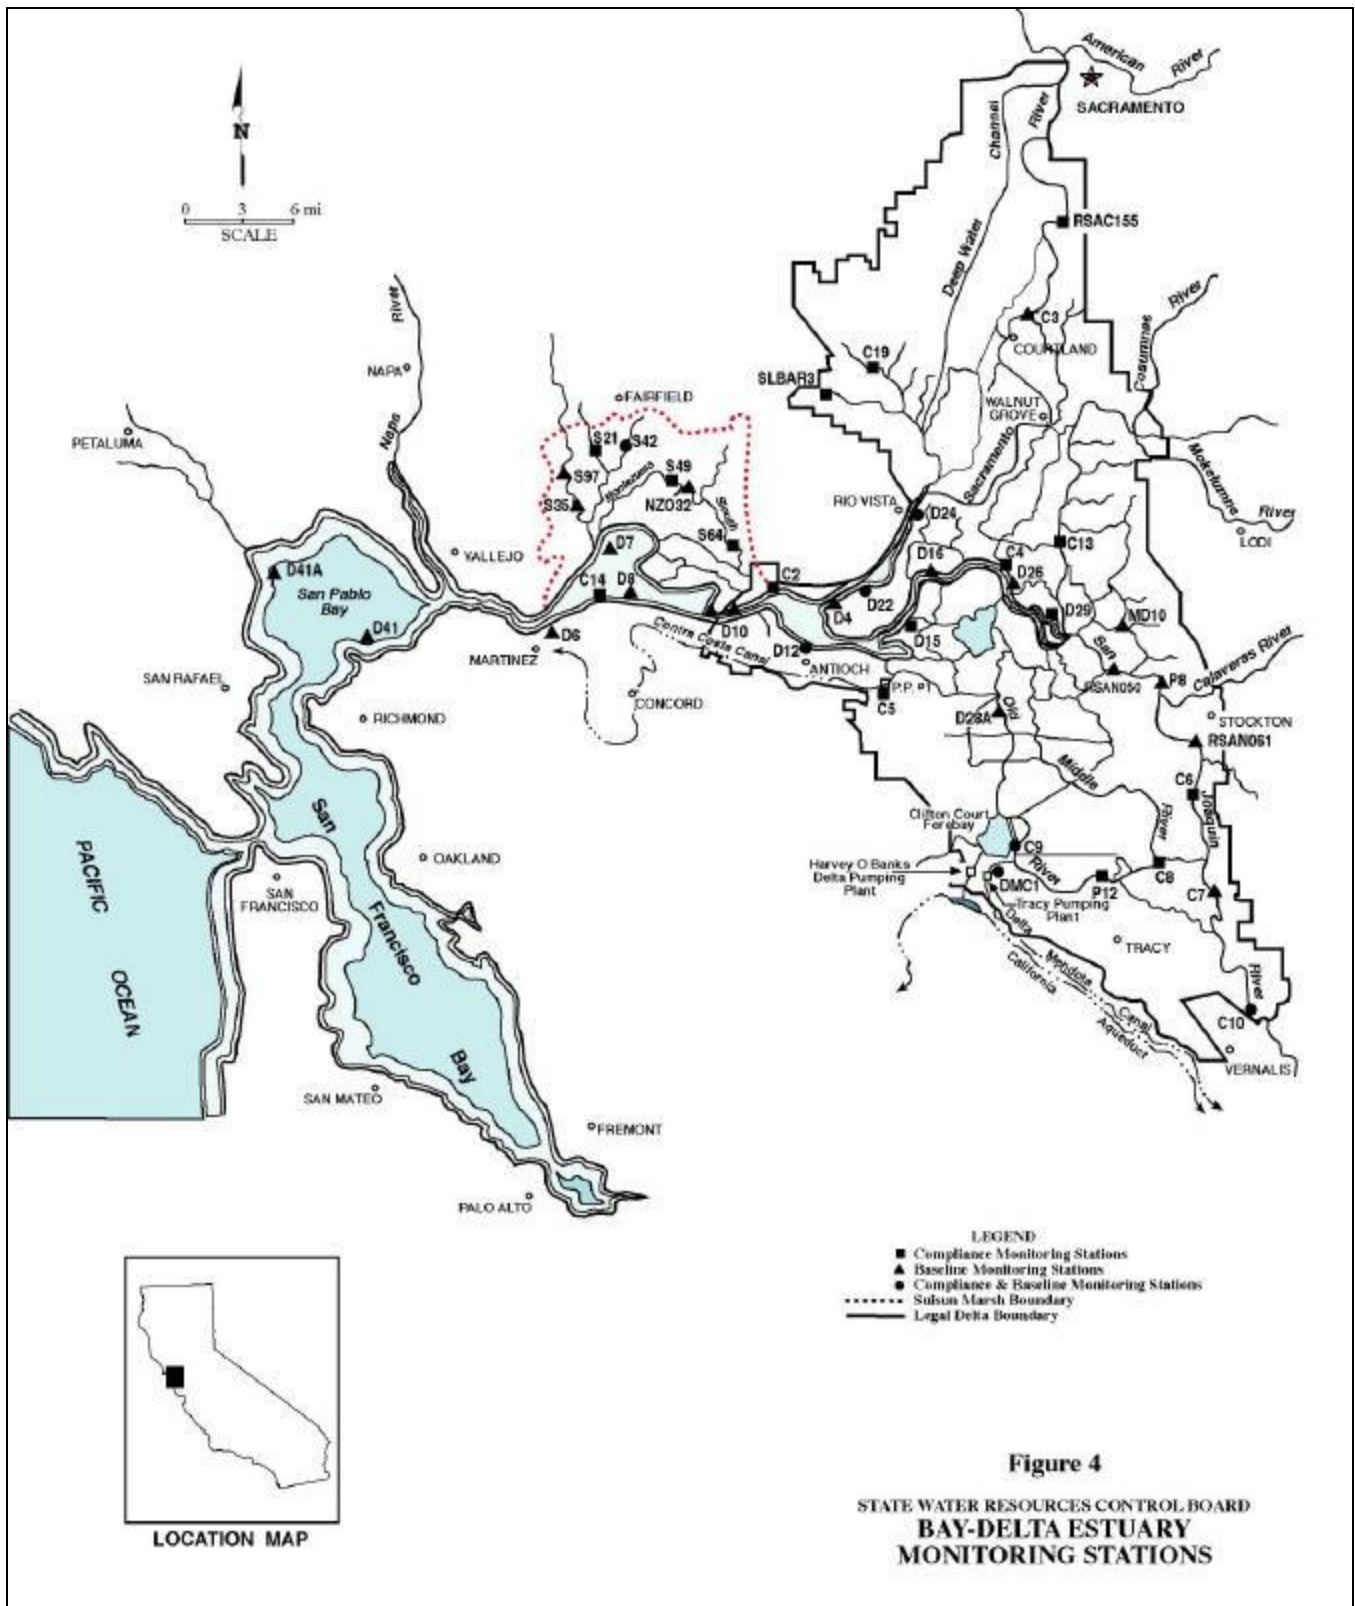 American
River
SACRAMENTO
N
0 3 6 mi
SCALE
Channel
River
RSAC155
Deep Water
River
Cosumnes
C3
COURTLAND
River
NAPA
Napa
C19
SLBAR3
FAIRFIELD
WALNUT
GROVE
PETALUMA
S21
S42
S97
S49
Montezuma
S35
NZO32
South
S64
Sacramento
Mokelumne
River
LODI
RIO VISTA
D24
C13
VALLEJO
D7
D16
C4
D26
C2
D41A
San Pablo
Bay
C14
D8
D22
D4
D29
MD10
D41
D6
D10
D15
San
Contra Costa Canal
D12
ANTIOCH
MARTINEZ
Calaveras River
SAN RAFAEL
P.P. #1
C5
RSAN050
P8
CONCORD
RICHMOND
D28A
Old
STOCKTON
RSAN061
Middle
C6
San
River
Joaquin
Clifton Court
Forebay
C9
PACIFIC
OAKLAND
Harvey O Banks
Delta Pumping
Plant
River
C8
SAN
FRANCISCO
DMC1
P12
C7
Tracy Pumping
Plant
Francisco
Delta
TRACY
Mendota
California
OCEAN
River
Canal
Aqueduct
C10
VERNALIS
Bay
SAN MATEO
FREMONT
PALO ALTO
LEGEND
Compliance Monitoring Stations
Baseline Monitoring Stations
Compliance & Baseline Monitoring Stations
Suisun Marsh Boundary
Legal Delta Boundary
LOCATION MAP
Figure 4
STATE WATER RESOURCES CONTROL BOARD
BAY-DELTA ESTUARY
MONITORING STATIONS